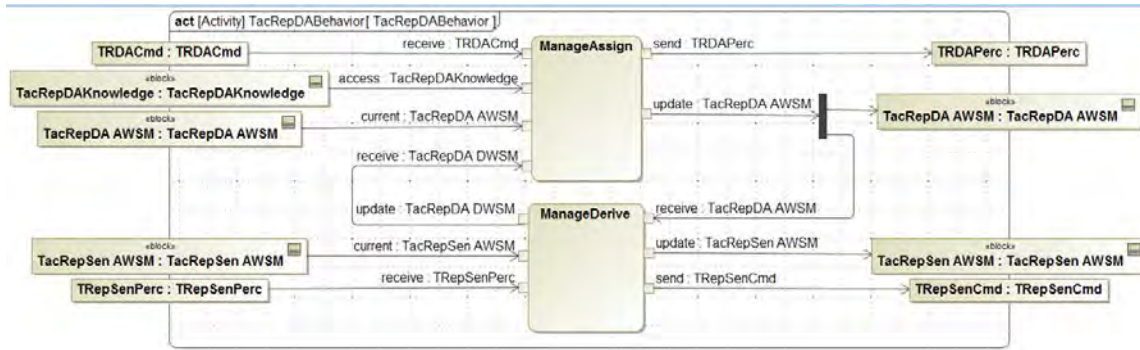 act [Activity] TacRepDABehavior[ TacRepDABehavior ]
TRDACmd : TRDACmd
receive : TRDACmd
ManageAssign
send : TRDAPerc
TRDAPerc : TRDAPerc
«block»
TacRepDAKnowledge : TacRepDAKnowledge
access : TacRepDAKnowledge
update : TacRepDA AWSM
«block»
TacRepDA AWSM : TacRepDA AWSM
«block»
TacRepDA AWSM : TacRepDA AWSM
current : TacRepDA AWSM
receive : TacRepDA DWSM
update : TacRepDA DWSM
ManageDerive
receive : TacRepDA AWSM
«block»
TacRepSen AWSM : TacRepSen AWSM
current : TacRepSen AWSM
update : TacRepSen AWSM
«block»
TacRepSen AWSM : TacRepSen AWSM
TRepSenPerc : TRepSenPerc
receive : TRepSenPerc
send : TRepSenCmd
TRepSenCmd : TRepSenCmd